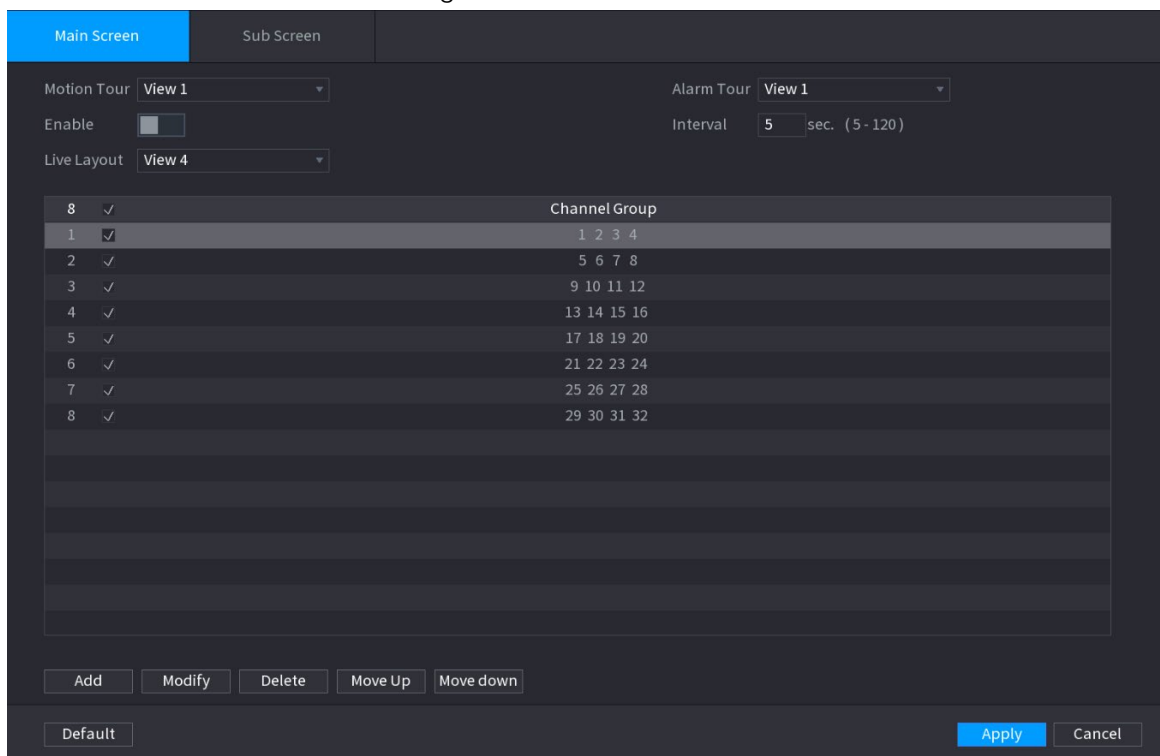 Main Screen Sub Screen
Motion Tour View 1 Alarm Tour View 1
Enable Interval 5 sec. (5-120)
Live Layout View 4
8 Channel Group
1 1 2 3 4
2 5 6 7 8
3 9 10 11 12
4 13 14 15 16
5 17 18 19 20
6 21 22 23 24
7 25 26 27 28
8 29 30 31 32
Add Modify Delete Move Up Move down
Default Apply Cancel